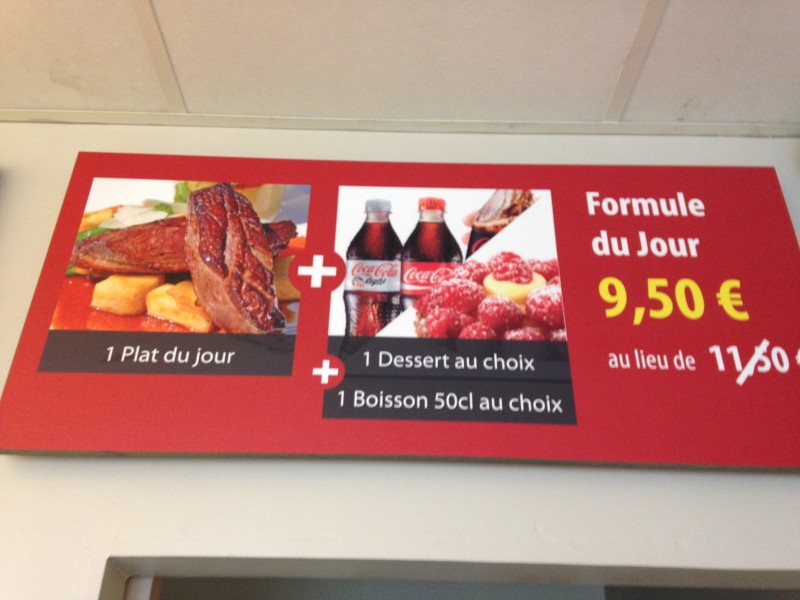 Formule
du Jour
9,50 €
au lieu de 11,50 €
Coca-Cola
light
Coca-Cola
1 Plat du jour
+
+
1 Dessert au choix
1 Boisson 50cl au choix